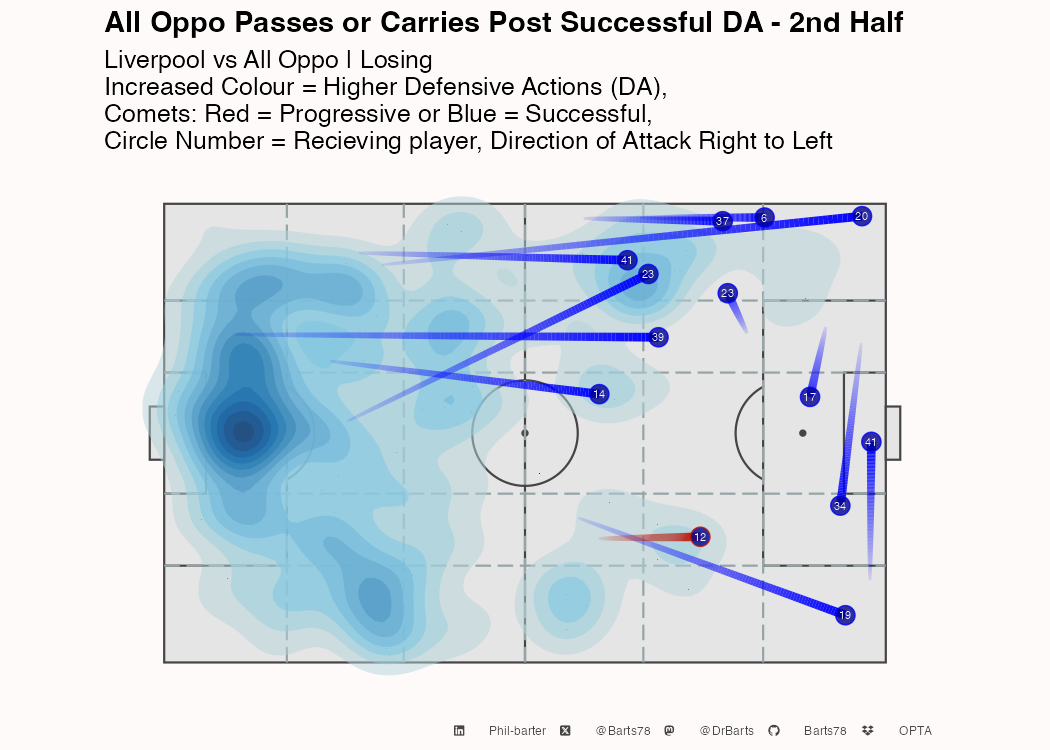 All Oppo Passes or Carries Post Successful DA - 2nd Half
Liverpool vs All Oppo | Losing
Increased Colour = Higher Defensive Actions (DA),
Comets: Red = Progressive or Blue = Successful,
Circle Number = Recieving player, Direction of Attack Right to Left
37 6 20
41
23
23
39
14
17
41
34
12
19
Phil-barter @Barts78 @DrBarts Barts78 OPTA